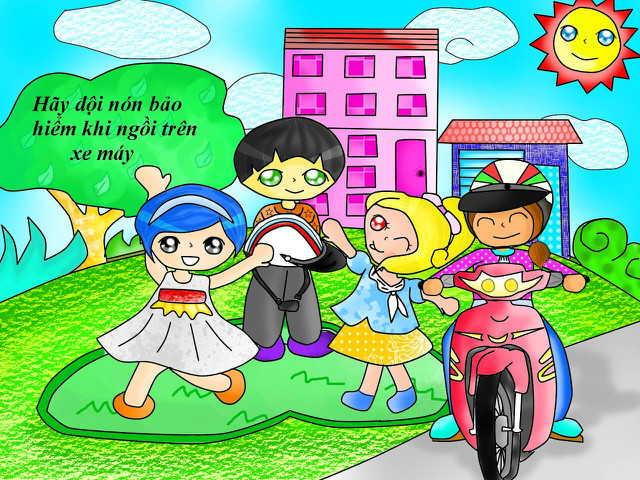 Hãy đội nón bảo
hiểm khi ngồi trên
xe máy